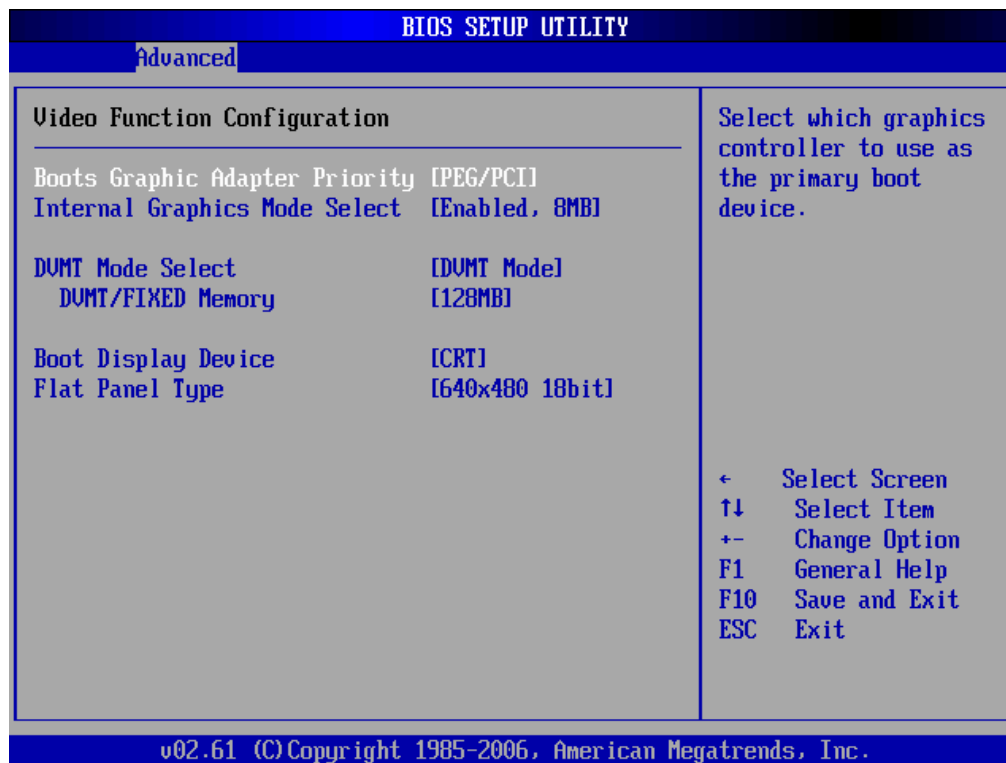 BIOS SETUP UTILITY
Advanced
Video Function Configuration
Boots Graphic Adapter Priority [PEG/PCI]
Internal Graphics Mode Select [Enabled, 8MB]
DVMT Mode Select [DVMT Mode]
DVMT/FIXED Memory [128MB]
Boot Display Device [CRT]
Flat Panel Type [640x480 18bit]
Select which graphics
controller to use as
the primary boot
device.
← Select Screen
↑↓ Select Item
+- Change Option
F1 General Help
F10 Save and Exit
ESC Exit
v02.61 (C)Copyright 1985-2006, American Megatrends, Inc.